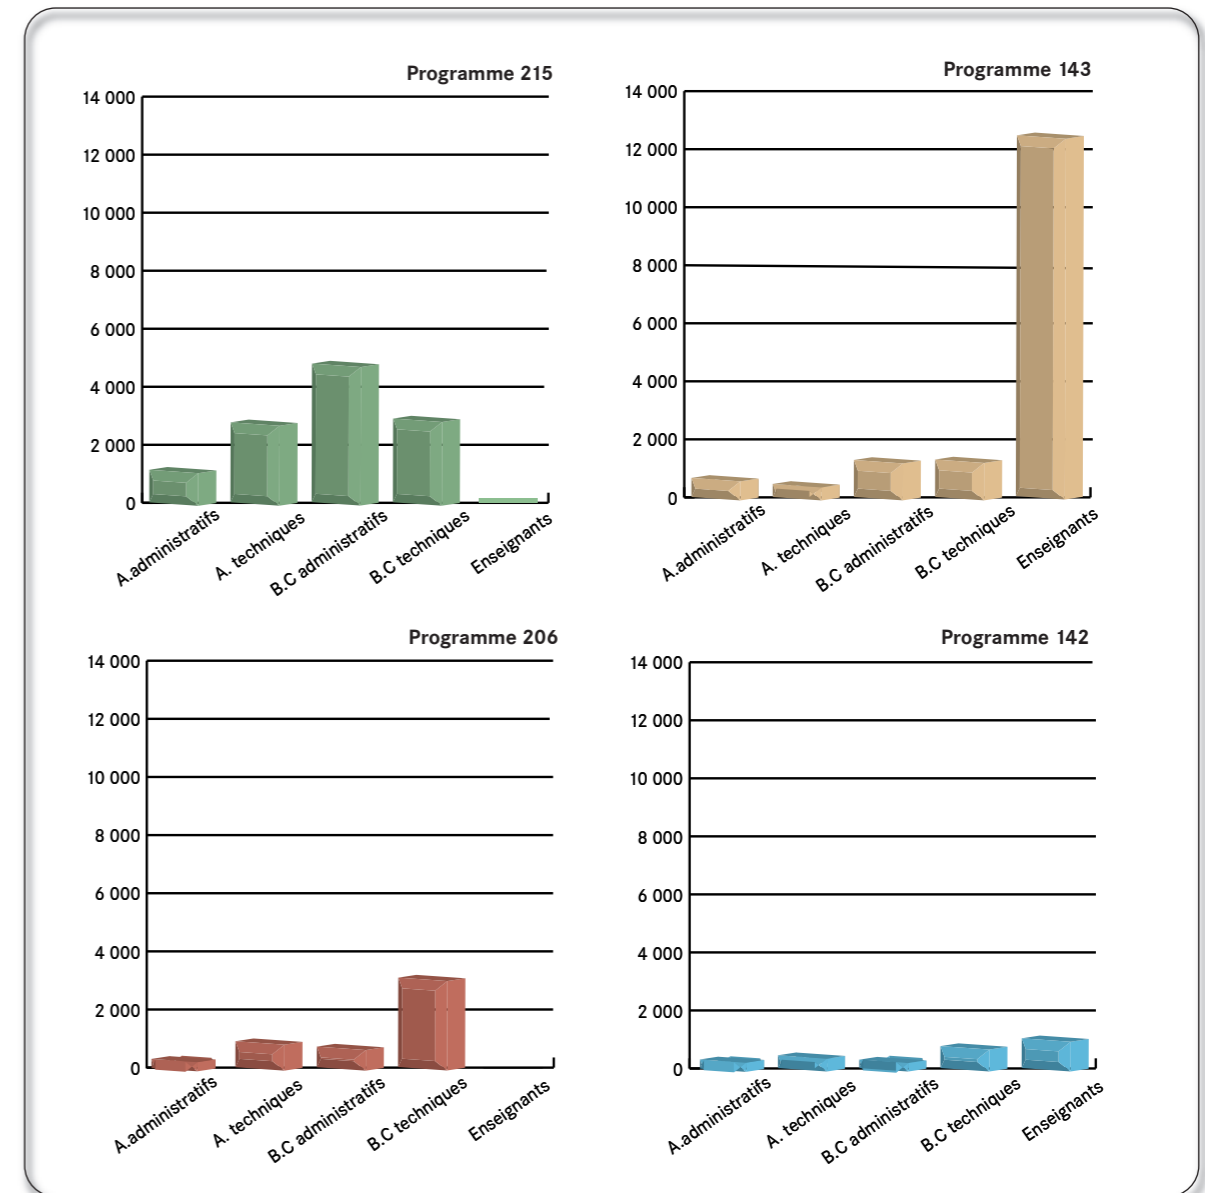 Programme 215
14 000
12 000
10 000
8 000
6 000
4 000
2 000
0
A.administratifs
A. techniques
B.C administratifs
B.C techniques
Enseignants
Programme 143
14 000
12 000
10 000
8 000
6 000
4 000
2 000
0
A.administratifs
A. techniques
B.C administratifs
B.C techniques
Enseignants
Programme 206
14 000
12 000
10 000
8 000
6 000
4 000
2 000
0
A.administratifs
A. techniques
B.C administratifs
B.C techniques
Enseignants
Programme 142
14 000
12 000
10 000
8 000
6 000
4 000
2 000
0
A.administratifs
A. techniques
B.C administratifs
B.C techniques
Enseignants